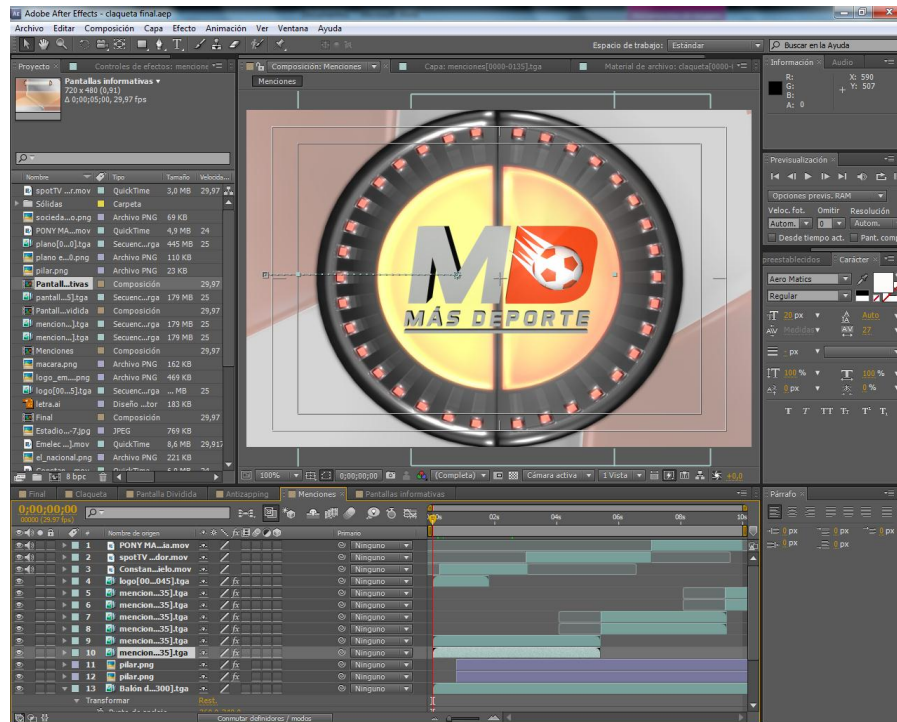 Adobe After Effects - claqueta final.aep
Archivo Editar Composición Capa Efecto Animación Ver Ventana Ayuda
Espacio de trabajo: Estándar
Buscar en la Ayuda
Proyecto
Controles de efectos: mencione
Composición: Menciones
Capa: menciones[0000-0135].tga
Material de archivo: claqueta[0000-
Información
Audio
Menciones
Pantallas informativas
720 x 480 (0,91)
Δ 0;00;05;00, 29,97 fps
R:
G:
B:
A: 0
X: 590
Y: 507
Nombre Tipo Tamaño Velocida...
spotTV ...r.mov QuickTime 3,0 MB 29,97
Sólidas Carpeta
socieda...o.png Archivo PNG 69 KB
PONY MA...ov QuickTime 4,9 MB 24
plano[0...0].tga Secuenc...rga 445 MB 25
plano e...0.png Archivo PNG 110 KB
pilar.png Archivo PNG 23 KB
Pantall...tivas Composición 29,97
pantall...5].tga Secuenc...rga 179 MB 25
Pantall...vidida Composición 29,97
mencion...].tga Secuenc...rga 179 MB 25
mencion...].tga Secuenc...rga 179 MB 25
Menciones Composición 29,97
macara.png Archivo PNG 162 KB
logo_em....png Archivo PNG 469 KB
logo[00...5].tga Secuenc...rga ... MB 25
letra.ai Diseño ...tor 183 KB
Final Composición 29,97
Estadio...-7.jpg JPEG 769 KB
Emelec ...].mov QuickTime 8,6 MB 29,917
el_nacional.png Archivo PNG 221 KB
8 bpc
MD
MÁS DEPORTE
100%
0;00;00;00
(Completa)
Cámara activa
1 Vista
+0,0
Previsualización
Opciones previs. RAM
Veloc. fot. Omitir Resolución
Autom. 0 Autom.
Desde tiempo act. Pant. comp
preestablecidos
Carácter
Aero Matics
Regular
28 px Auto
Medidas 27
- px
100 % 100 %
0 px 0 %
Final Claqueta Pantalla Dividida Antizapping Menciones Pantallas informativas
0;00;00;00
00000 (29.97 fps)
02s 04s 06s 08s 10s
# Nombre de origen Primario
1 PONY MA...ia.mov Ninguno
2 spotTV ...dor.mov Ninguno
3 Constan...ielo.mov Ninguno
4 logo[00...045].tga Ninguno
5 mencion...35].tga Ninguno
6 mencion...35].tga Ninguno
7 mencion...35].tga Ninguno
8 mencion...35].tga Ninguno
9 mencion...35].tga Ninguno
10 mencion...35].tga Ninguno
11 pilar.png Ninguno
12 pilar.png Ninguno
13 Balón d...300].tga Ninguno
Transformar Rest.
Conmutar definidores / modos
Párrafo
0 px 0 px 0 px
0 px 0 px